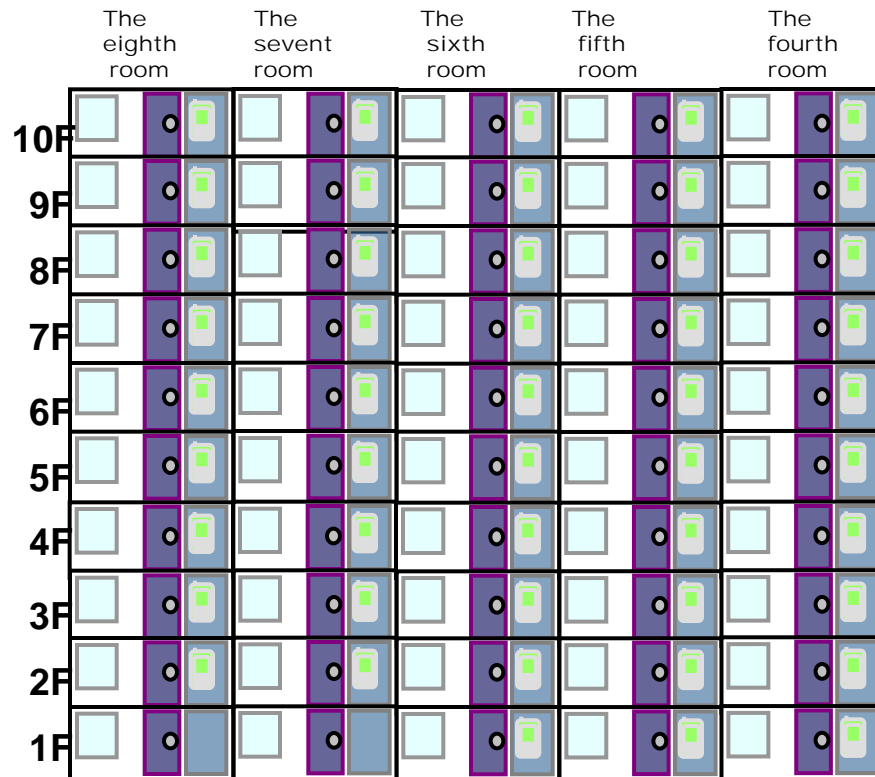 The eighth room
The sevent room
The sixth room
The fifth room
The fourth room
10F
9F
8F
7F
6F
5F
4F
3F
2F
1F